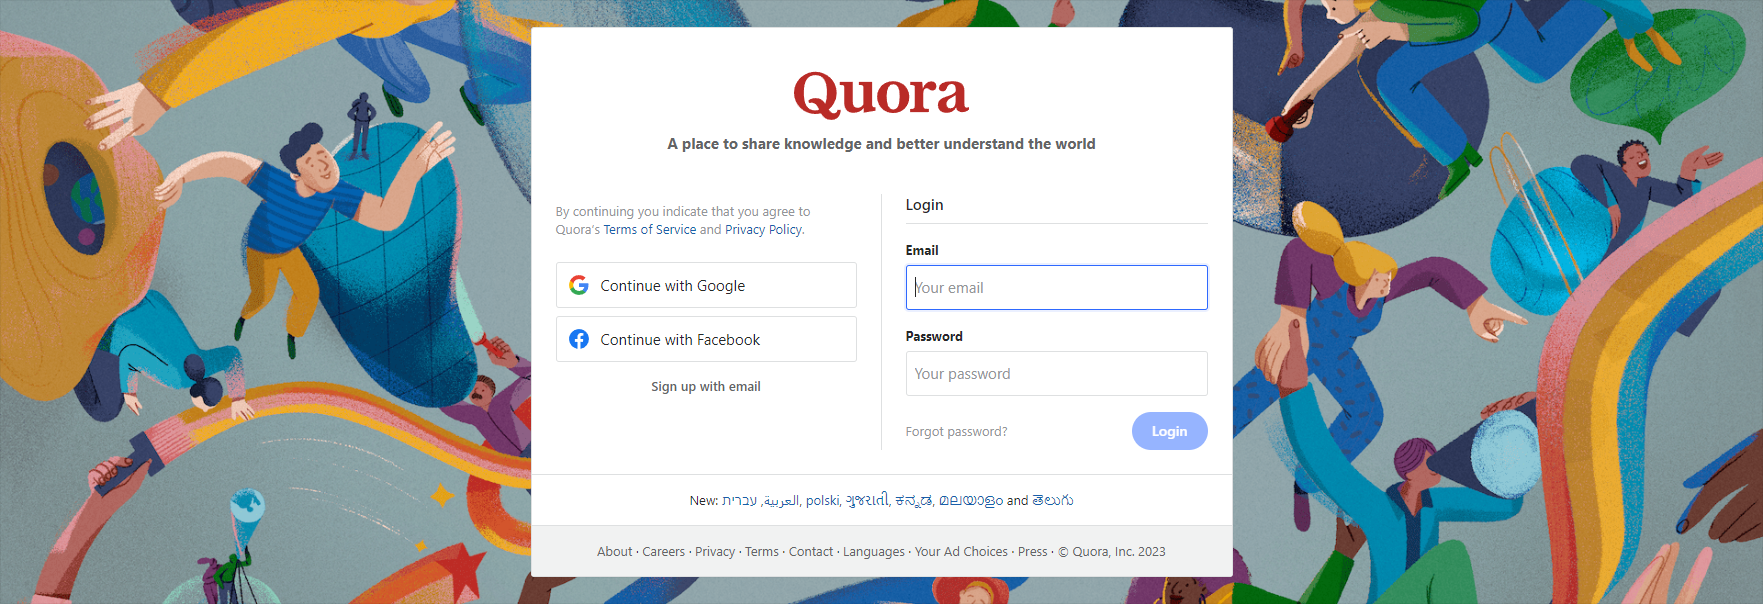 Quora
A place to share knowledge and better understand the world
By continuing you indicate that you agree to
Quora's Terms of Service and Privacy Policy.
Continue with Google
Continue with Facebook
Sign up with email
Login
Email
Your email
Password
Your password
Forgot password?
Login
New: עברית, العربية, polski, ગુજરાતી, ಕನ್ನಡ, മലയാളം and తెలుగు
About · Careers · Privacy · Terms · Contact · Languages · Your Ad Choices · Press · © Quora, Inc. 2023